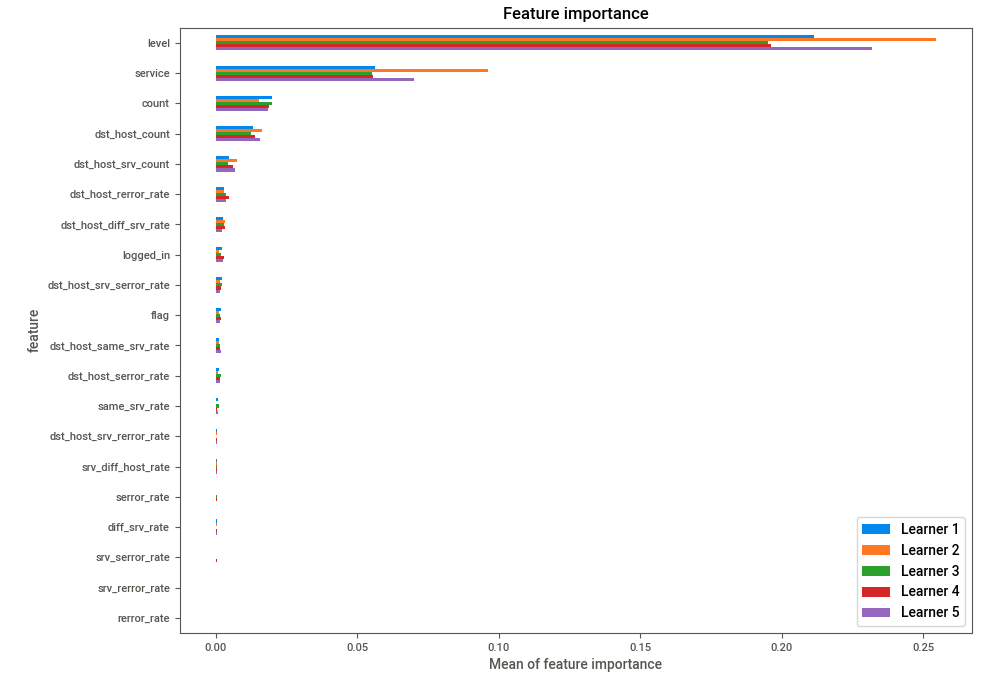 Feature importance
level
service
count
dst_host_count
dst_host_srv_count
dst_host_rerror_rate
dst_host_diff_srv_rate
logged_in
dst_host_srv_serror_rate
flag
dst_host_same_srv_rate
dst_host_serror_rate
same_srv_rate
dst_host_srv_rerror_rate
srv_diff_host_rate
serror_rate
diff_srv_rate
srv_serror_rate
srv_rerror_rate
rerror_rate
feature
Learner 1
Learner 2
Learner 3
Learner 4
Learner 5
0.00 0.05 0.10 0.15 0.20 0.25
Mean of feature importance